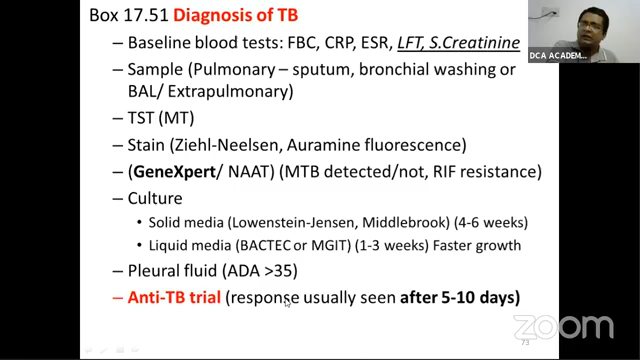 Box 17.51 Diagnosis of TB
– Baseline blood tests: FBC, CRP, ESR, LFT, S.Creatinine
– Sample (Pulmonary – sputum, bronchial washing or
BAL/ Extrapulmonary)
– TST (MT)
– Stain (Ziehl-Neelsen, Auramine fluorescence)
– (GeneXpert/ NAAT) (MTB detected/not, RIF resistance)
– Culture
• Solid media (Lowenstein-Jensen, Middlebrook) (4-6 weeks)
• Liquid media (BACTEC or MGIT) (1-3 weeks) Faster growth
– Pleural fluid (ADA >35)
– Anti-TB trial (response usually seen after 5-10 days)
73
DCA ACADEM...
zoom